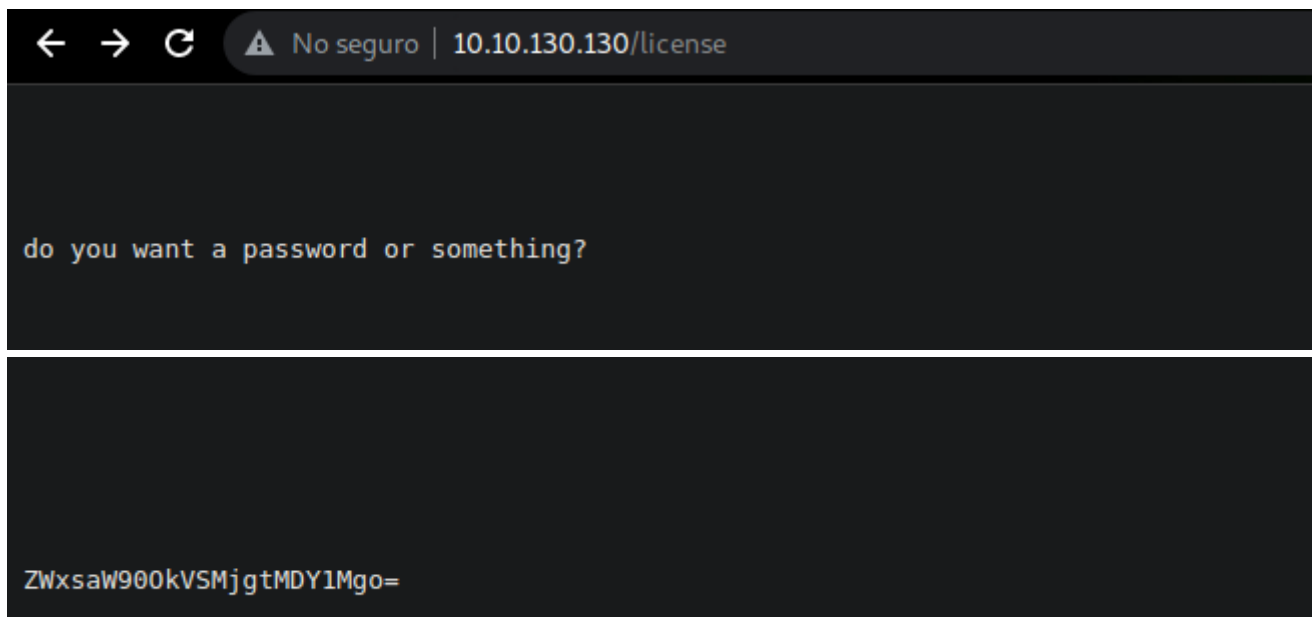 No seguro | 10.10.130.130/license
do you want a password or something?
ZWxsaW90OkVSMjgtMDY1Mgo=